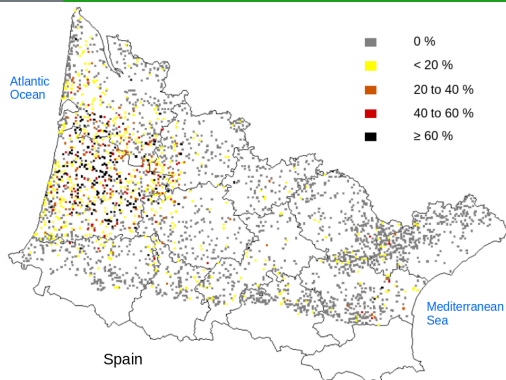 Atlantic
Ocean
0 %
< 20 %
20 to 40 %
40 to 60 %
≥ 60 %
Mediterranean
Sea
Spain